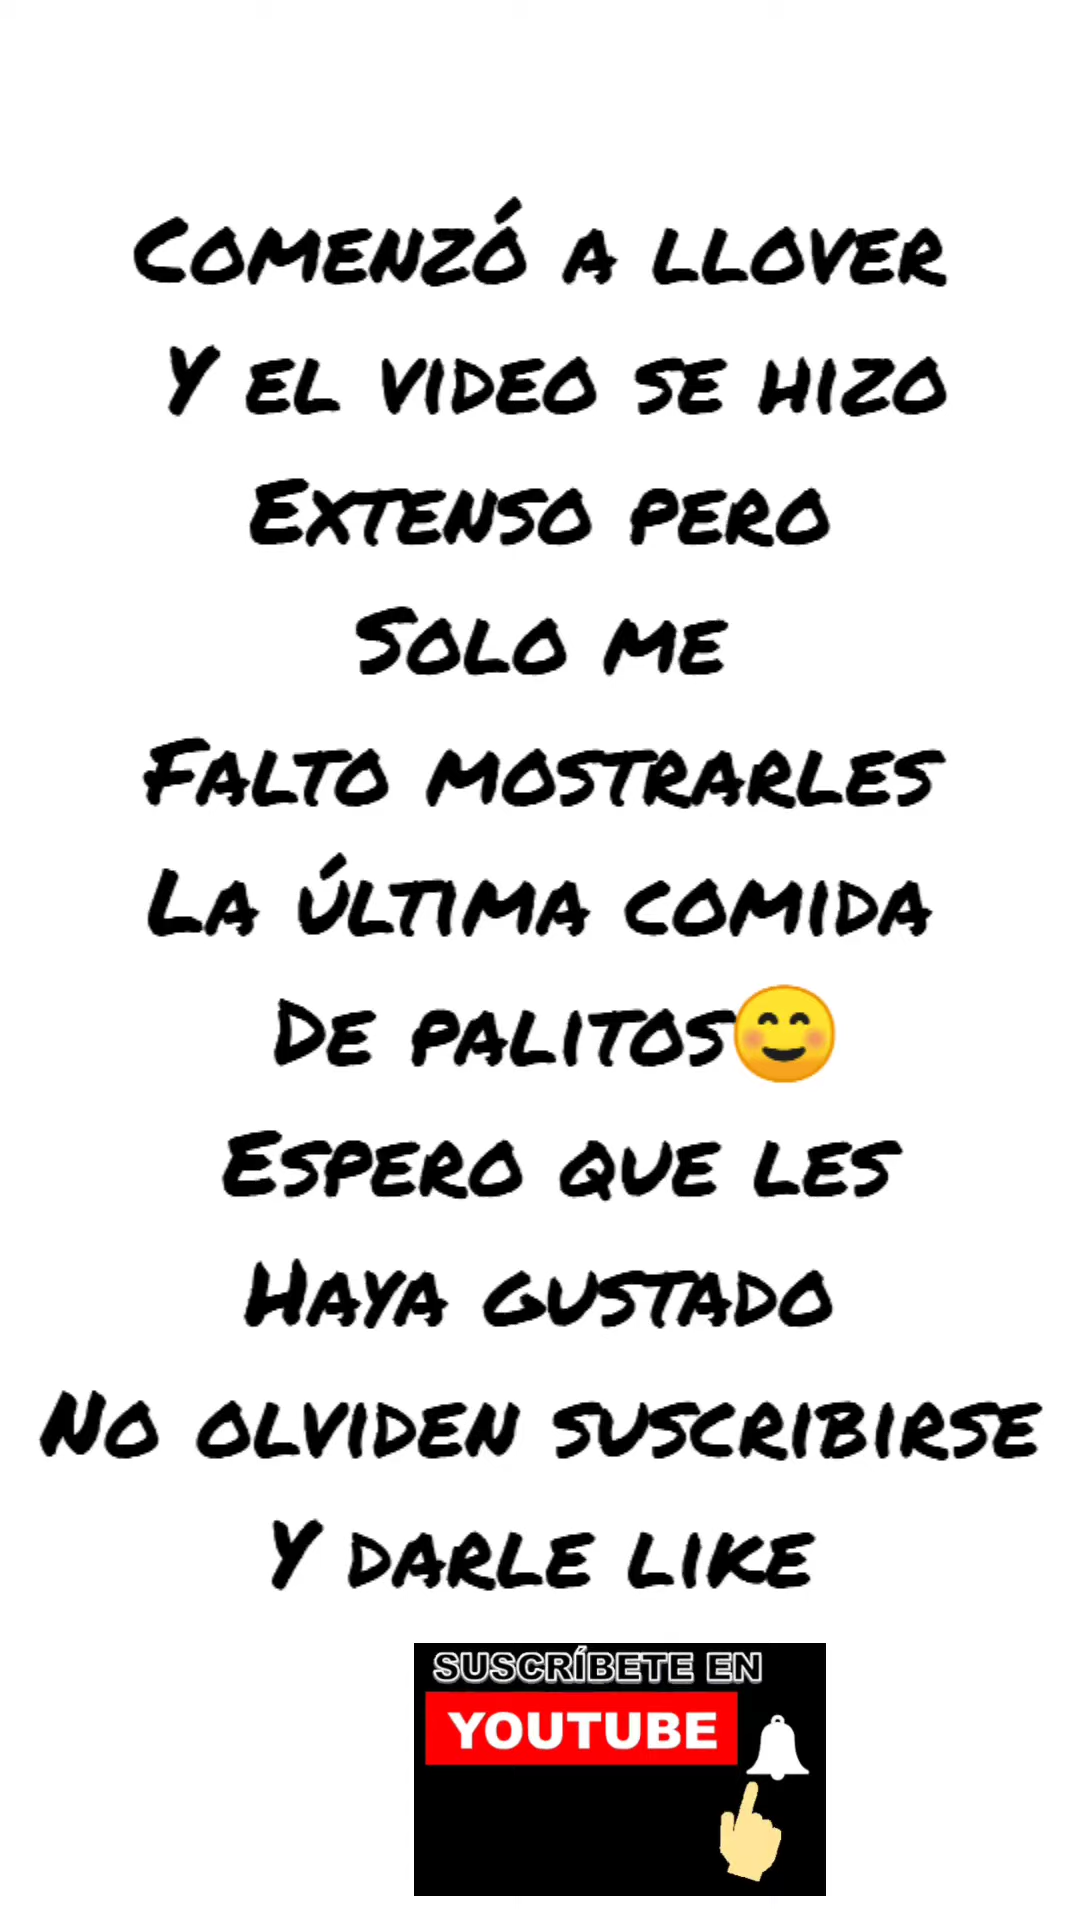 Comenzó a llover
Y el video se hizo
Extenso pero
Solo me
Falto mostrarles
La última comida
De palitos😊
Espero que les
Haya gustado
No olviden suscribirse
Y darle like
SUSCRÍBETE EN
YOUTUBE